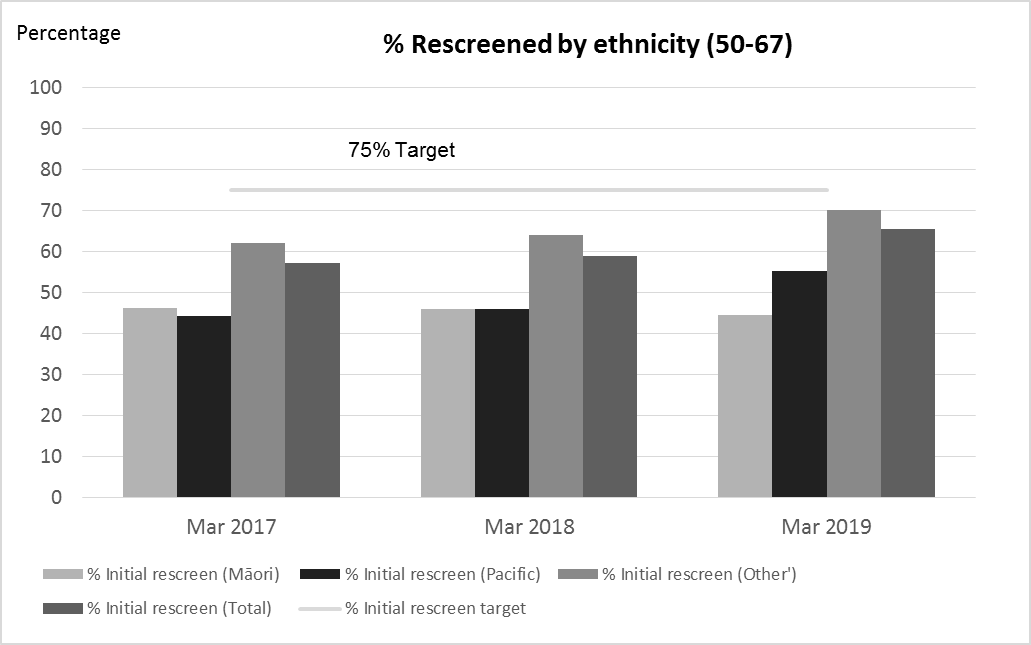 Percentage
% Rescreened by ethnicity (50-67)
100
90
80
75% Target
70
60
50
40
30
20
10
0
Mar 2017 Mar 2018 Mar 2019
% Initial rescreen (Māori) % Initial rescreen (Pacific) % Initial rescreen (Other')
% Initial rescreen (Total) % Initial rescreen target